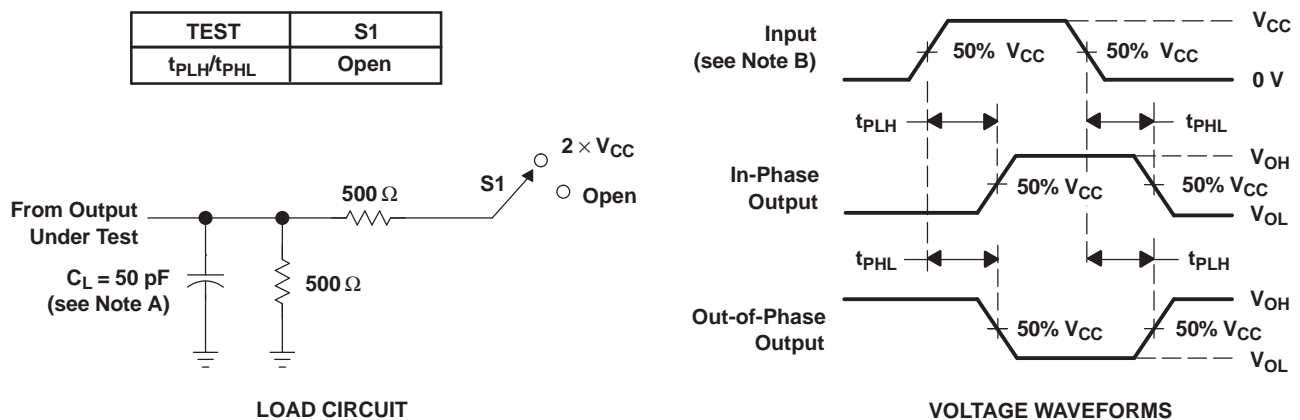 TEST S1
tPLH/tPHL Open
2 × VCC
S1
Open
500 Ω
From Output
Under Test
CL = 50 pF
(see Note A)
500 Ω
LOAD CIRCUIT
Input
(see Note B)
50% VCC
50% VCC
VCC
0 V
tPLH
tPHL
In-Phase
Output
50% VCC
50% VCC
VOH
VOL
tPHL
tPLH
Out-of-Phase
Output
50% VCC
50% VCC
VOH
VOL
VOLTAGE WAVEFORMS